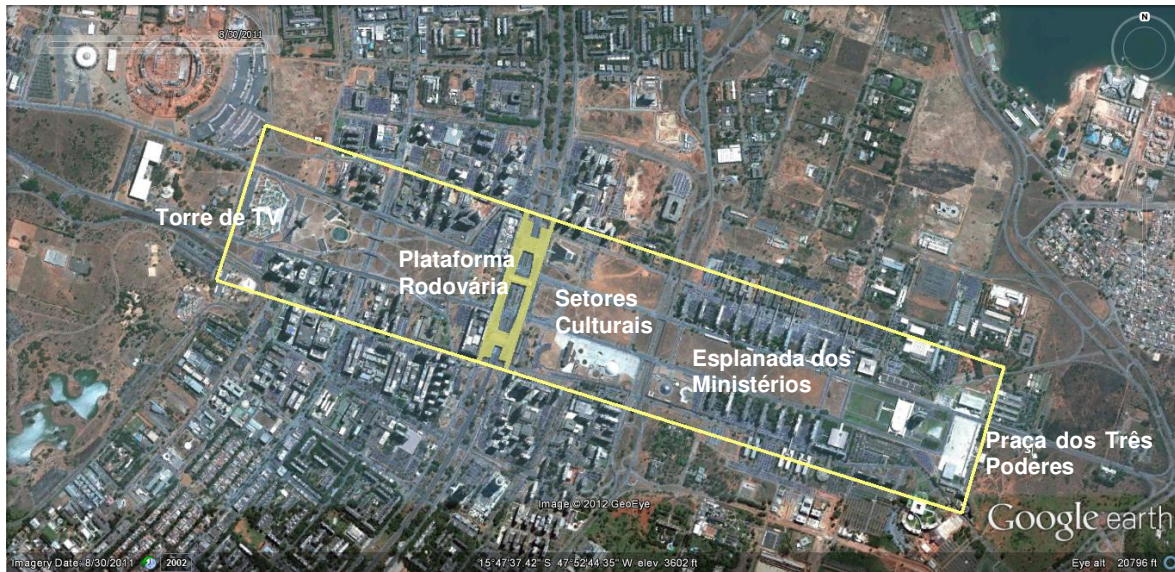 8/30/2011
N
Torre de TV
Plataforma
Rodovária
Setores
Culturais
Esplanada dos
Ministérios
Praça dos Três
Poderes
Image © 2012 GeoEye
Google earth
Imagery Date: 8/30/2011 2002 15°47'37.42" S 47°52'44.35" W elev 3602 ft Eye alt 20796 ft